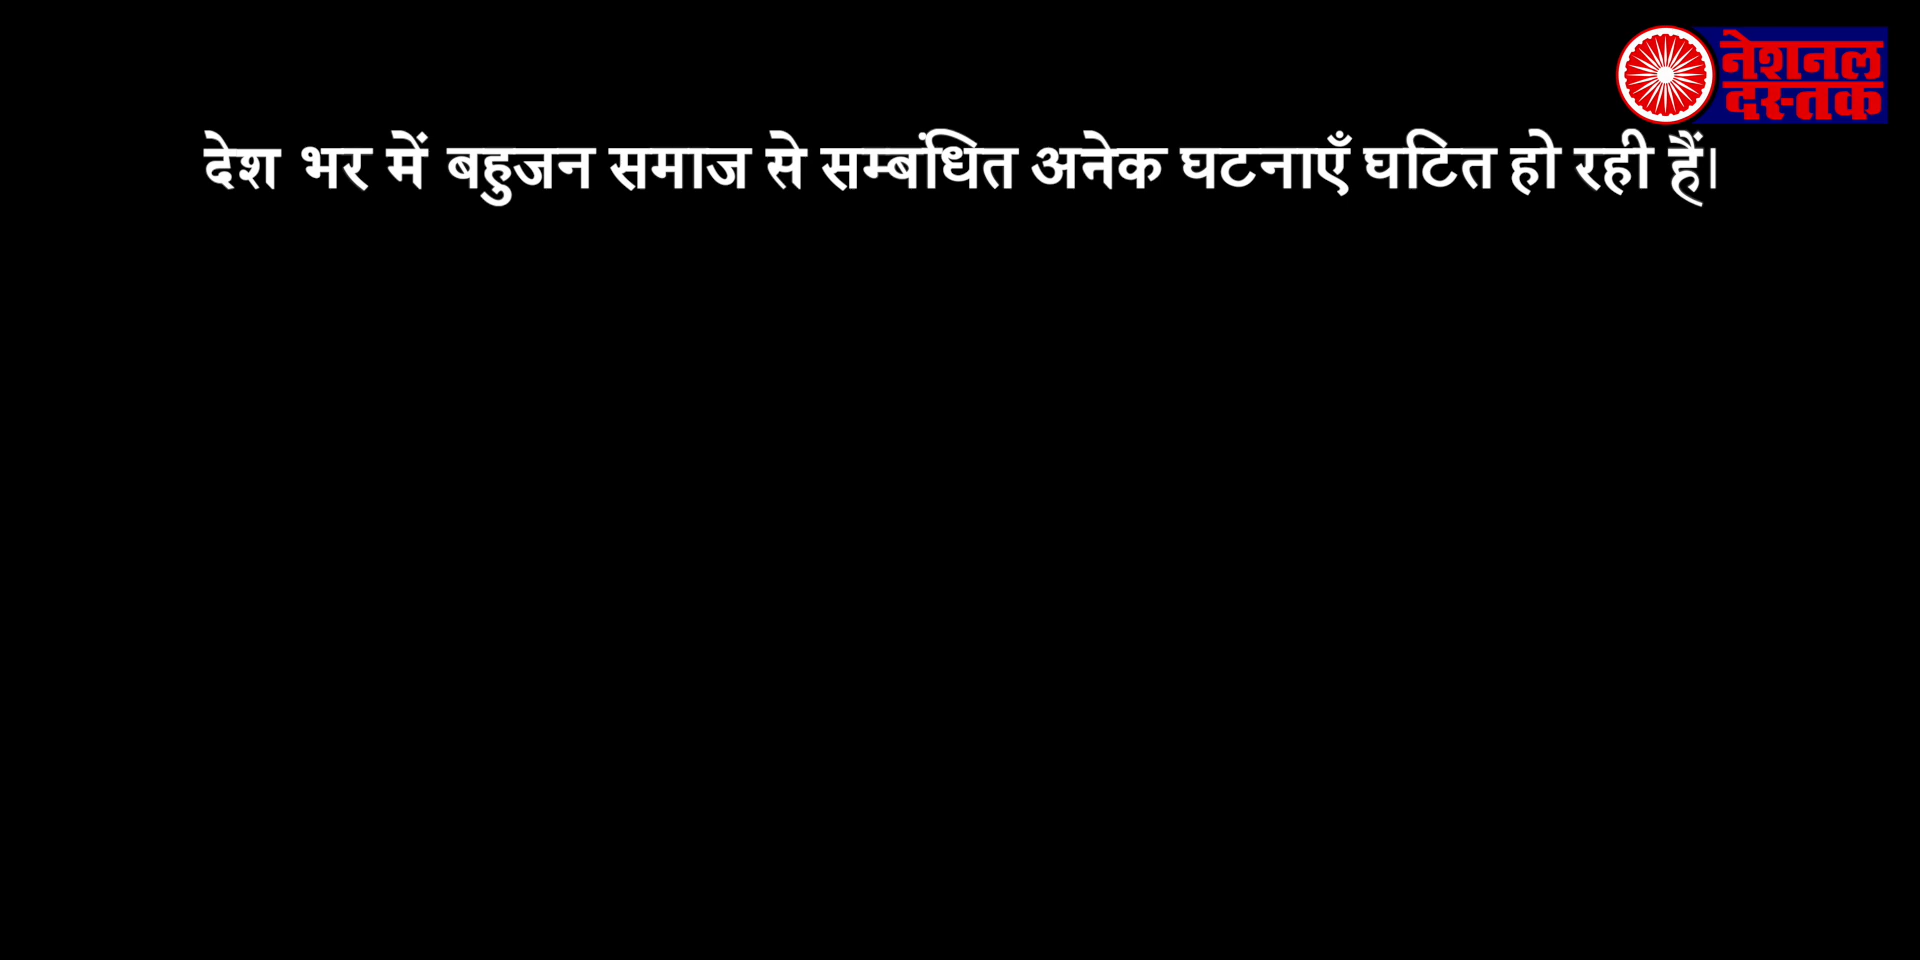 नेशनल
दस्तक
देश भर में बहुजन समाज से सम्बंधित अनेक घटनाएँ घटित हो रही हैं।